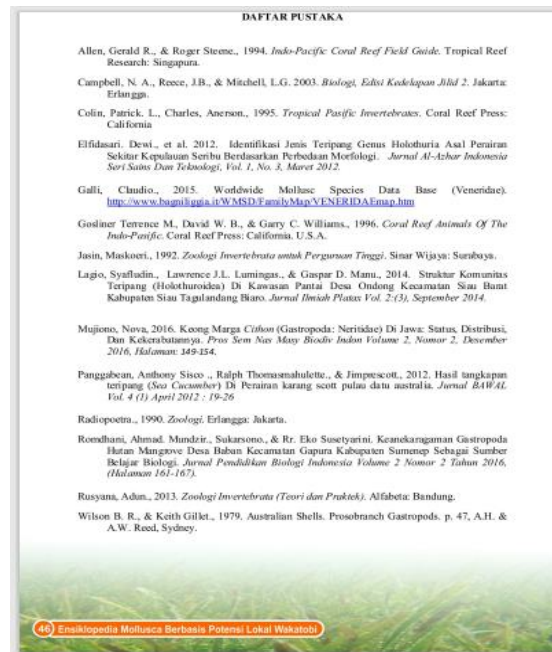 DAFTAR PUSTAKA
Allen, Gerald R., & Roger Steene., 1994. Indo-Pacific Coral Reef Field Guide. Tropical Reef
Research: Singapura.
Campbell, N. A., Reece, J.B., & Mitchell, L.G. 2003. Biologi, Edisi Kedelapan Jilid 2. Jakarta:
Erlangga.
Colin, Patrick. L., Charles, Anerson., 1995. Tropical Pasific Invertebrates. Coral Reef Press:
California
Elfidasari. Dewi., et al. 2012. Identifikasi Jenis Teripang Genus Holothuria Asal Perairan
Sekitar Kepulauan Seribu Berdasarkan Perbedaan Morfologi. Jurnal Al-Azhar Indonesia
Seri Sains Dan Teknologi, Vol. 1, No. 3, Maret 2012.
Galli, Claudio., 2015. Worldwide Mollusc Species Data Base (Veneridae).
http://www.bagniliggia.it/WMSD/FamilyMap/VENERIDAEmap.htm
Gosliner Terrence M., David W. B., & Garry C. Williams., 1996. Coral Reef Animals Of The
Indo-Pasific. Coral Reef Press: California. U.S.A.
Jasin, Maskoeri., 1992. Zoologi Invertebrata untuk Perguruan Tinggi. Sinar Wijaya: Surabaya.
Lagio, Syafludin., Lawrence J.L. Lumingas., & Gaspar D. Manu., 2014. Struktur Komunitas
Teripang (Holothuroidea) Di Kawasan Pantai Desa Ondong Kecamatan Siau Barat
Kabupaten Siau Tagulandang Biaro. Jurnal Ilmiah Platax Vol. 2:(3), September 2014.
Mujiono, Nova, 2016. Keong Marga Cithon (Gastropoda: Neritidae) Di Jawa: Status, Distribusi,
Dan Kekerabatannya. Pros Sem Nas Masy Biodiv Indon Volume 2, Nomor 2, Desember
2016, Halaman: 149-154.
Panggabean, Anthony Sisco ., Ralph Thomasmahulette., & Jimprescott., 2012. Hasil tangkapan
teripang (Sea Cucumber) Di Perairan karang scott pulau datu australia. Jurnal BAWAL
Vol. 4 (1) April 2012 : 19-26
Radiopoetra., 1990. Zoologi. Erlangga: Jakarta.
Romdhani, Ahmad. Mundzir., Sukarsono., & Rr. Eko Susetyarini. Keanekaragaman Gastropoda
Hutan Mangrove Desa Baban Kecamatan Gapura Kabupaten Sumenep Sebagai Sumber
Belajar Biologi. Jurnal Pendidikan Biologi Indonesia Volume 2 Nomor 2 Tahun 2016,
(Halaman 161-167).
Rusyana, Adun., 2013. Zoologi Invertebrata (Teori dan Praktek). Alfabeta: Bandung.
Wilson B. R., & Keith Gillet., 1979. Australian Shells. Prosobranch Gastropods. p. 47, A.H. &
A.W. Reed, Sydney.
46 Ensiklopedia Mollusca Berbasis Potensi Lokal Wakatobi